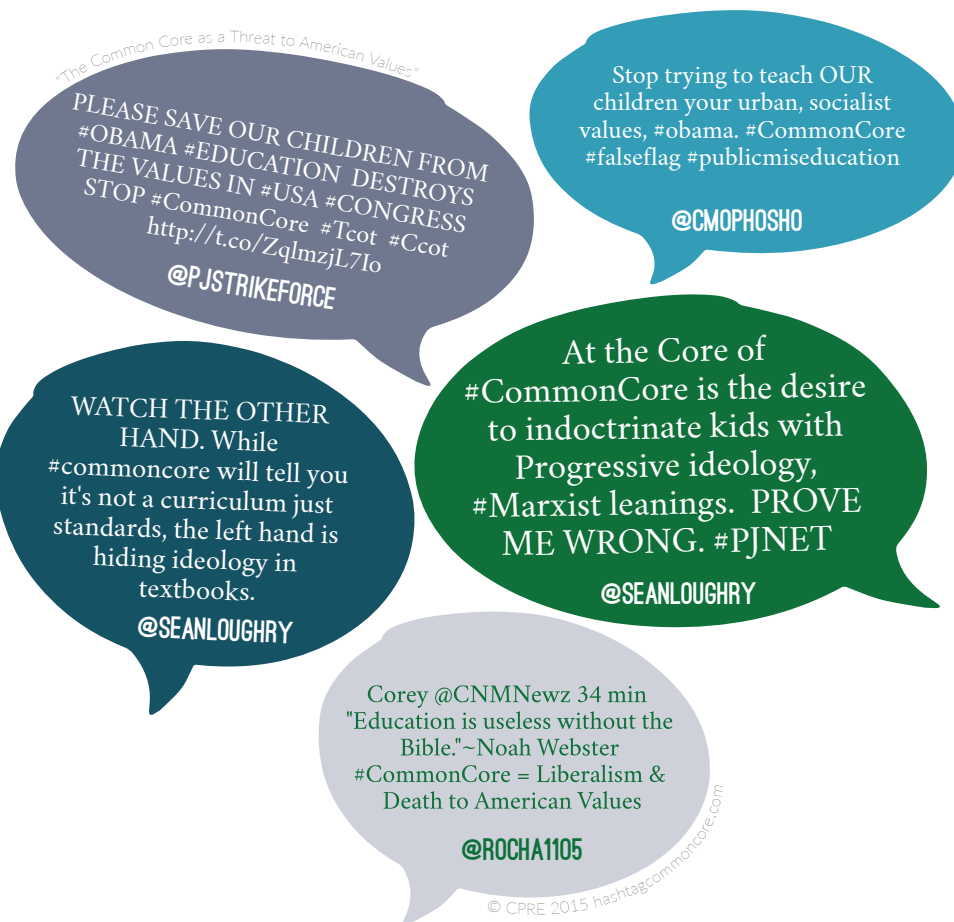 "The Common Core as a Threat to American Values"
PLEASE SAVE OUR CHILDREN FROM
#OBAMA #EDUCATION DESTROYS
THE VALUES IN #USA #CONGRESS
STOP #CommonCore #Tcot #Ccot
http://t.co/ZqlmzjL7Io
@PJSTRIKEFORCE
Stop trying to teach OUR
children your urban, socialist
values, #obama. #CommonCore
#falseflag #publicmiseducation
@CMOPHOSHO
WATCH THE OTHER
HAND. While
#commoncore will tell you
it's not a curriculum just
standards, the left hand is
hiding ideology in
textbooks.
@SEANLOUGHRY
At the Core of
#CommonCore is the desire
to indoctrinate kids with
Progressive ideology,
#Marxist leanings. PROVE
ME WRONG. #PJNET
@SEANLOUGHRY
Corey @CNMNewz 34 min
"Education is useless without the
Bible."~Noah Webster
#CommonCore = Liberalism &
Death to American Values
@ROCHA1105
© CPRE 2015 hashtagcommoncore.com